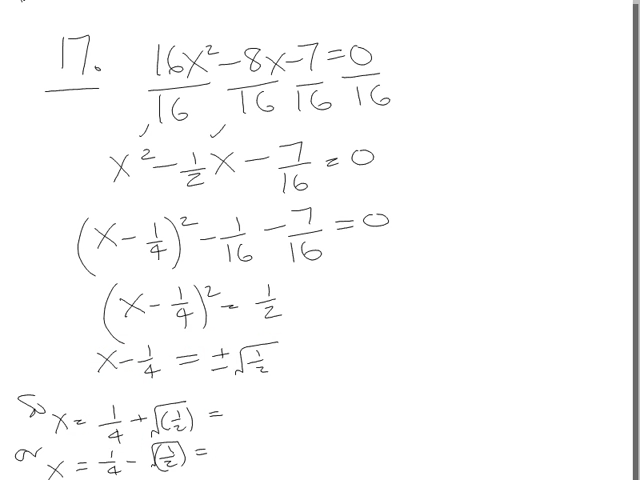 17. 16x² - 8x - 7 = 0
16 16 16 16
x² - 1/2 x - 7/16 = 0
(x - 1/4)² - 1/16 - 7/16 = 0
(x - 1/4)² = 1/2
x - 1/4 = ±√(1/2)
So x = 1/4 + √(1/2) =
or x = 1/4 - √(1/2) =